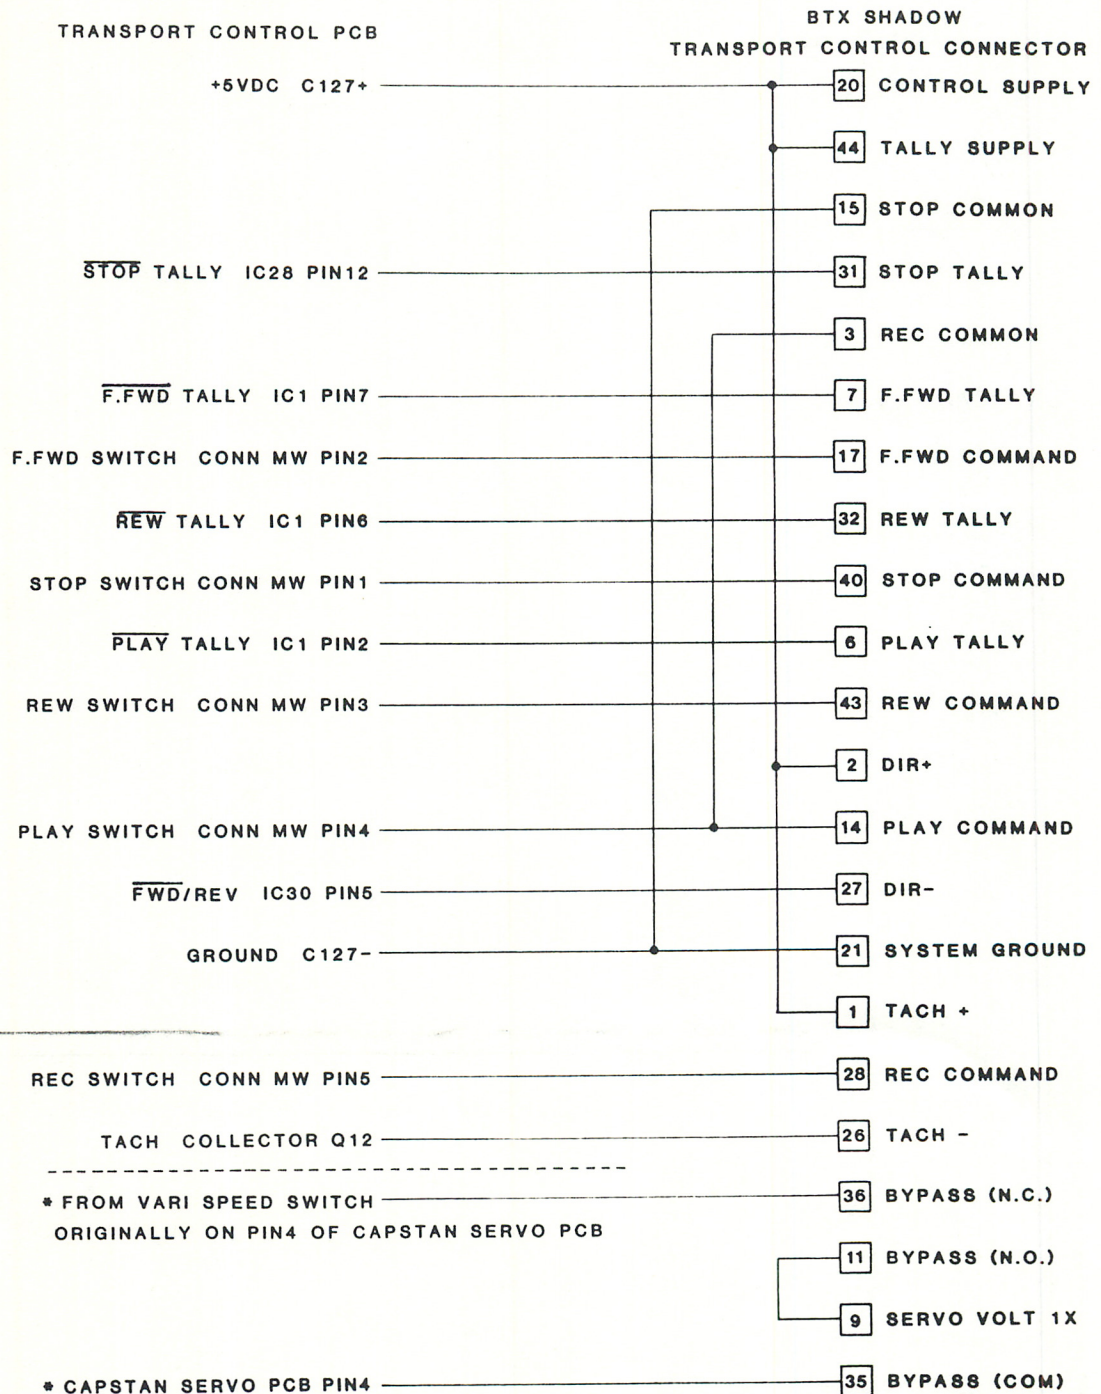 TRANSPORT CONTROL PCB
BTX SHADOW
TRANSPORT CONTROL CONNECTOR
+5VDC C127+ 20 CONTROL SUPPLY
44 TALLY SUPPLY
15 STOP COMMON
STOP TALLY IC28 PIN12 31 STOP TALLY
3 REC COMMON
F.FWD TALLY IC1 PIN7 7 F.FWD TALLY
F.FWD SWITCH CONN MW PIN2 17 F.FWD COMMAND
REW TALLY IC1 PIN6 32 REW TALLY
STOP SWITCH CONN MW PIN1 40 STOP COMMAND
PLAY TALLY IC1 PIN2 6 PLAY TALLY
REW SWITCH CONN MW PIN3 43 REW COMMAND
2 DIR+
PLAY SWITCH CONN MW PIN4 14 PLAY COMMAND
FWD/REV IC30 PIN5 27 DIR-
GROUND C127- 21 SYSTEM GROUND
1 TACH +
REC SWITCH CONN MW PIN5 28 REC COMMAND
TACH COLLECTOR Q12 26 TACH -
* FROM VARI SPEED SWITCH 36 BYPASS (N.C.)
ORIGINALLY ON PIN4 OF CAPSTAN SERVO PCB
11 BYPASS (N.O.)
9 SERVO VOLT 1X
* CAPSTAN SERVO PCB PIN4 35 BYPASS (COM)